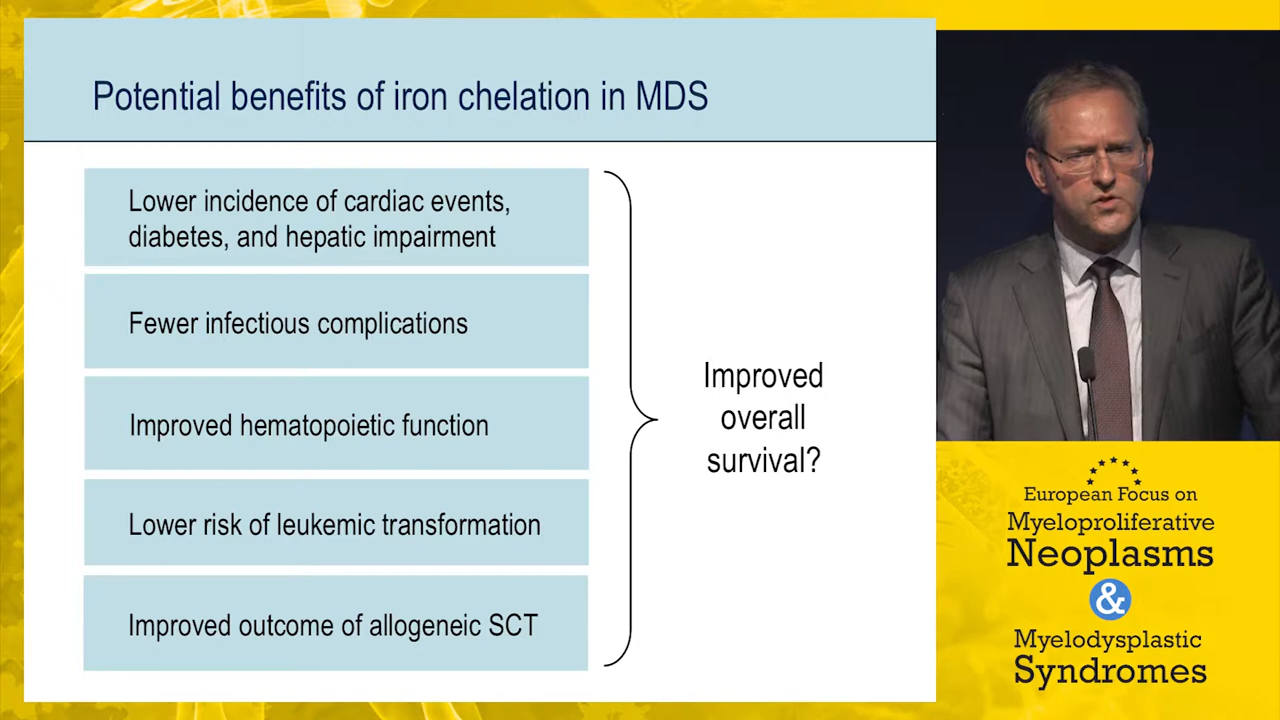 Potential benefits of iron chelation in MDS
Lower incidence of cardiac events,
diabetes, and hepatic impairment
Fewer infectious complications
Improved hematopoietic function
Lower risk of leukemic transformation
Improved outcome of allogeneic SCT
Improved
overall
survival?
European Focus on
Myeloproliferative
Neoplasms
&
Myelodysplastic
Syndromes